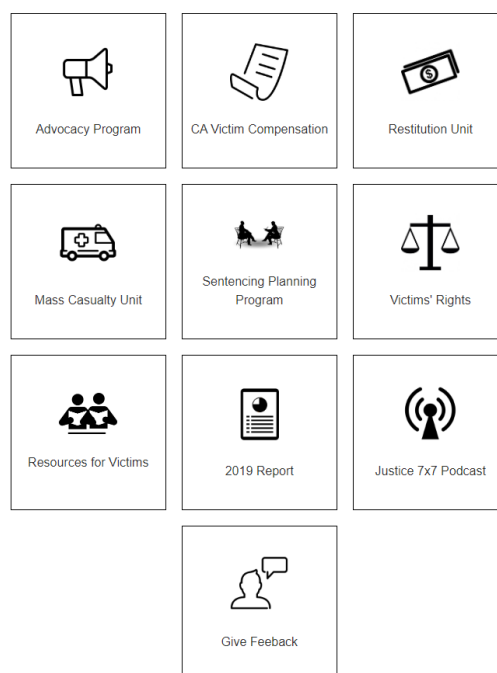 Advocacy Program
CA Victim Compensation
Restitution Unit
Mass Casualty Unit
Sentencing Planning
Program
Victims' Rights
Resources for Victims
2019 Report
Justice 7x7 Podcast
Give Feeback